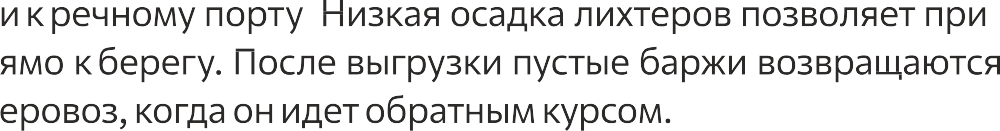 и к речному порту Низкая осадка лихтеров позволяет при
ямо к берегу. После выгрузки пустые баржи возвращаются
еровоз, когда он идет обратным курсом.